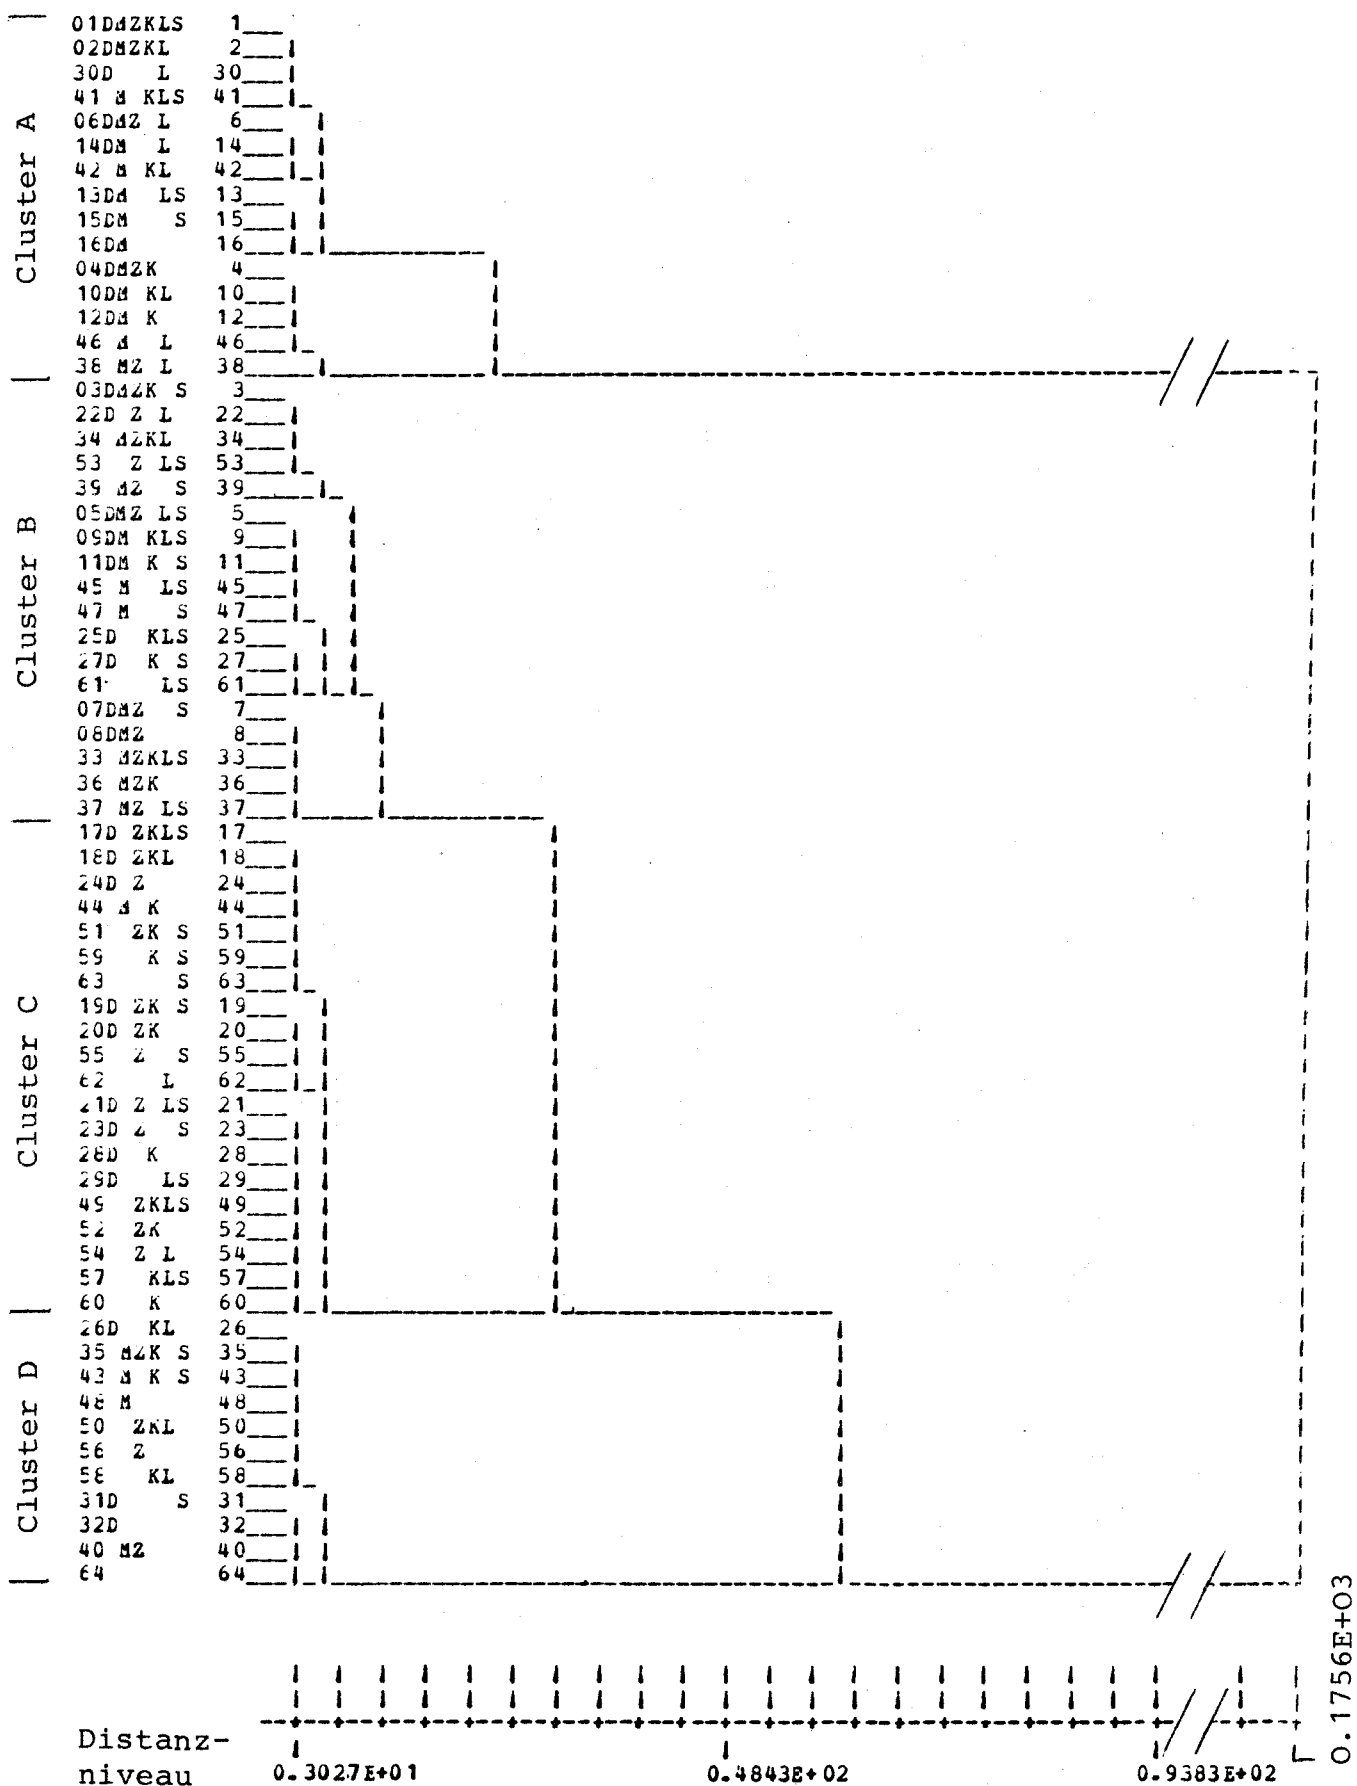 Cluster A
01DMZKLS 1
02DMZKL 2
30D L 30
41 M KLS 41
06DMZ L 6
14DM L 14
42 M KL 42
13DM LS 13
15DM S 15
16DM 16
04DMZK 4
10DM KL 10
12DM K 12
46 M L 46
38 MZ L 38
Cluster B
03DMZK S 3
22D Z L 22
34 MZKL 34
53 Z LS 53
39 MZ S 39
05DMZ LS 5
09DM KLS 9
11DM K S 11
45 M LS 45
47 M S 47
25D KLS 25
27D K S 27
61 LS 61
07DMZ S 7
08DMZ 8
33 MZKLS 33
36 MZK 36
37 MZ LS 37
Cluster C
17D ZKLS 17
18D ZKL 18
24D Z 24
44 M K 44
51 ZK S 51
59 K S 59
63 S 63
19D ZK S 19
20D ZK 20
55 Z S 55
62 L 62
21D Z LS 21
23D Z S 23
28D K 28
29D LS 29
49 ZKLS 49
52 ZK 52
54 Z L 54
57 KLS 57
60 K 60
Cluster D
26D KL 26
35 MZK S 35
43 M K S 43
48 M 48
50 ZKL 50
56 Z 56
58 KL 58
31D S 31
32D 32
40 MZ 40
64 64
Distanz-
niveau 0.3027E+01 0.4843E+02 0.9383E+02
0.1756E+03